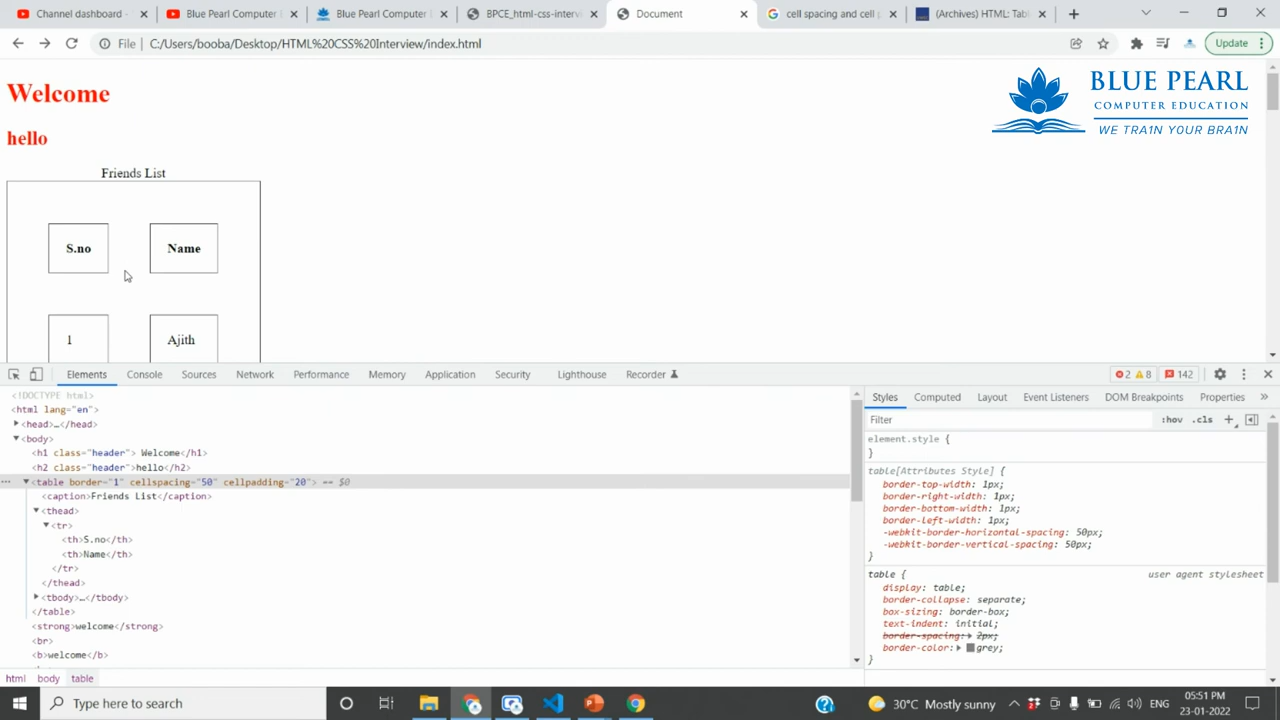 Channel dashboard -
Blue Pearl Computer
Blue Pearl Computer
BPCE_html-css-interv
Document
cell spacing and cell p
(Archives) HTML: Tab
File
C:/Users/booba/Desktop/HTML%20CSS%20Interview/index.html
Update
Welcome
BLUE PEARL
COMPUTER EDUCATION
WE TRA1N YOUR BRA1N
hello
Friends List
S.no Name
1 Ajith
Elements Console Sources Network Performance Memory Application Security Lighthouse Recorder
2 8 142
<!DOCTYPE html>
<html lang="en">
<head>…</head>
<body>
<h1 class="header"> Welcome</h1>
<h2 class="header">hello</h2>
<table border="1" cellspacing="50" cellpadding="20"> == $0
<caption>Friends List</caption>
<thead>
<tr>
<th>S.no</th>
<th>Name</th>
</tr>
</thead>
<tbody>…</tbody>
</table>
<strong>welcome</strong>
<br>
<b>welcome</b>
html body table
Styles Computed Layout Event Listeners DOM Breakpoints Properties
Filter
:hov .cls
element.style {
}
table[Attributes Style] {
border-top-width: 1px;
border-right-width: 1px;
border-bottom-width: 1px;
border-left-width: 1px;
-webkit-border-horizontal-spacing: 50px;
-webkit-border-vertical-spacing: 50px;
}
table { user agent stylesheet
display: table;
border-collapse: separate;
box-sizing: border-box;
text-indent: initial;
border-spacing: 2px;
border-color: grey;
}
Type here to search
30°C Mostly sunny
ENG
05:51 PM
23-01-2022